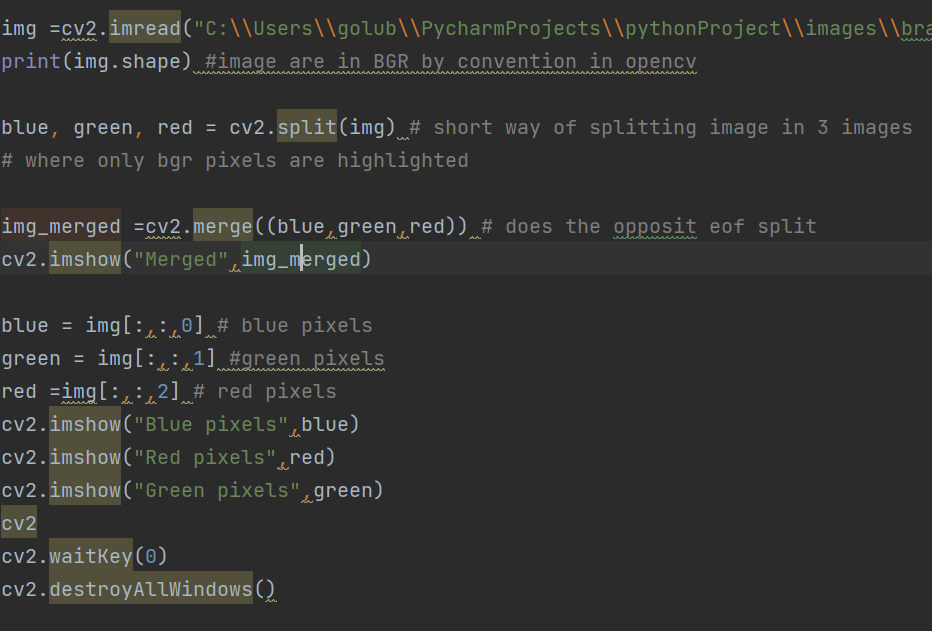 img =cv2.imread("C:\\Users\\golub\\PycharmProjects\\pythonProject\\images\\bra
print(img.shape) #image are in BGR by convention in opencv
blue, green, red = cv2.split(img) # short way of splitting image in 3 images
# where only bgr pixels are highlighted
img_merged =cv2.merge((blue,green,red)) # does the opposit eof split
cv2.imshow("Merged",img_merged)
blue = img[:,:,0] # blue pixels
green = img[:,:,1] #green pixels
red =img[:,:,2] # red pixels
cv2.imshow("Blue pixels",blue)
cv2.imshow("Red pixels",red)
cv2.imshow("Green pixels",green)
cv2
cv2.waitKey(0)
cv2.destroyAllWindows()